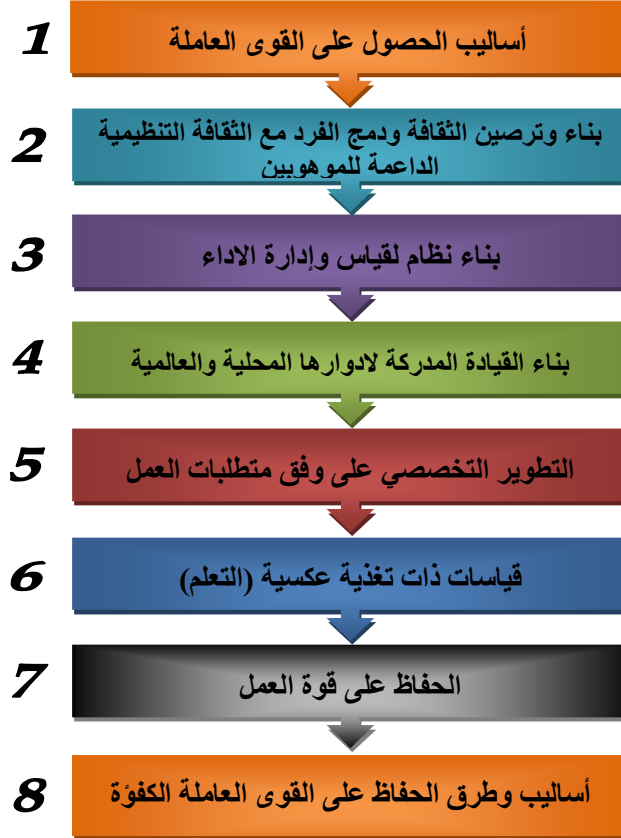 1
أساليب الحصول على القوى العاملة
2
بناء وترصين الثقافة ودمج الفرد مع الثقافة التنظيمية
الداعمة للموهوبين
3
بناء نظام لقياس وإدارة الاداء
4
بناء القيادة المدركة لادوارها المحلية والعالمية
5
التطوير التخصصي على وفق متطلبات العمل
6
قياسات ذات تغذية عكسية (التعلم)
7
الحفاظ على قوة العمل
8
أساليب وطرق الحفاظ على القوى العاملة الكفؤة